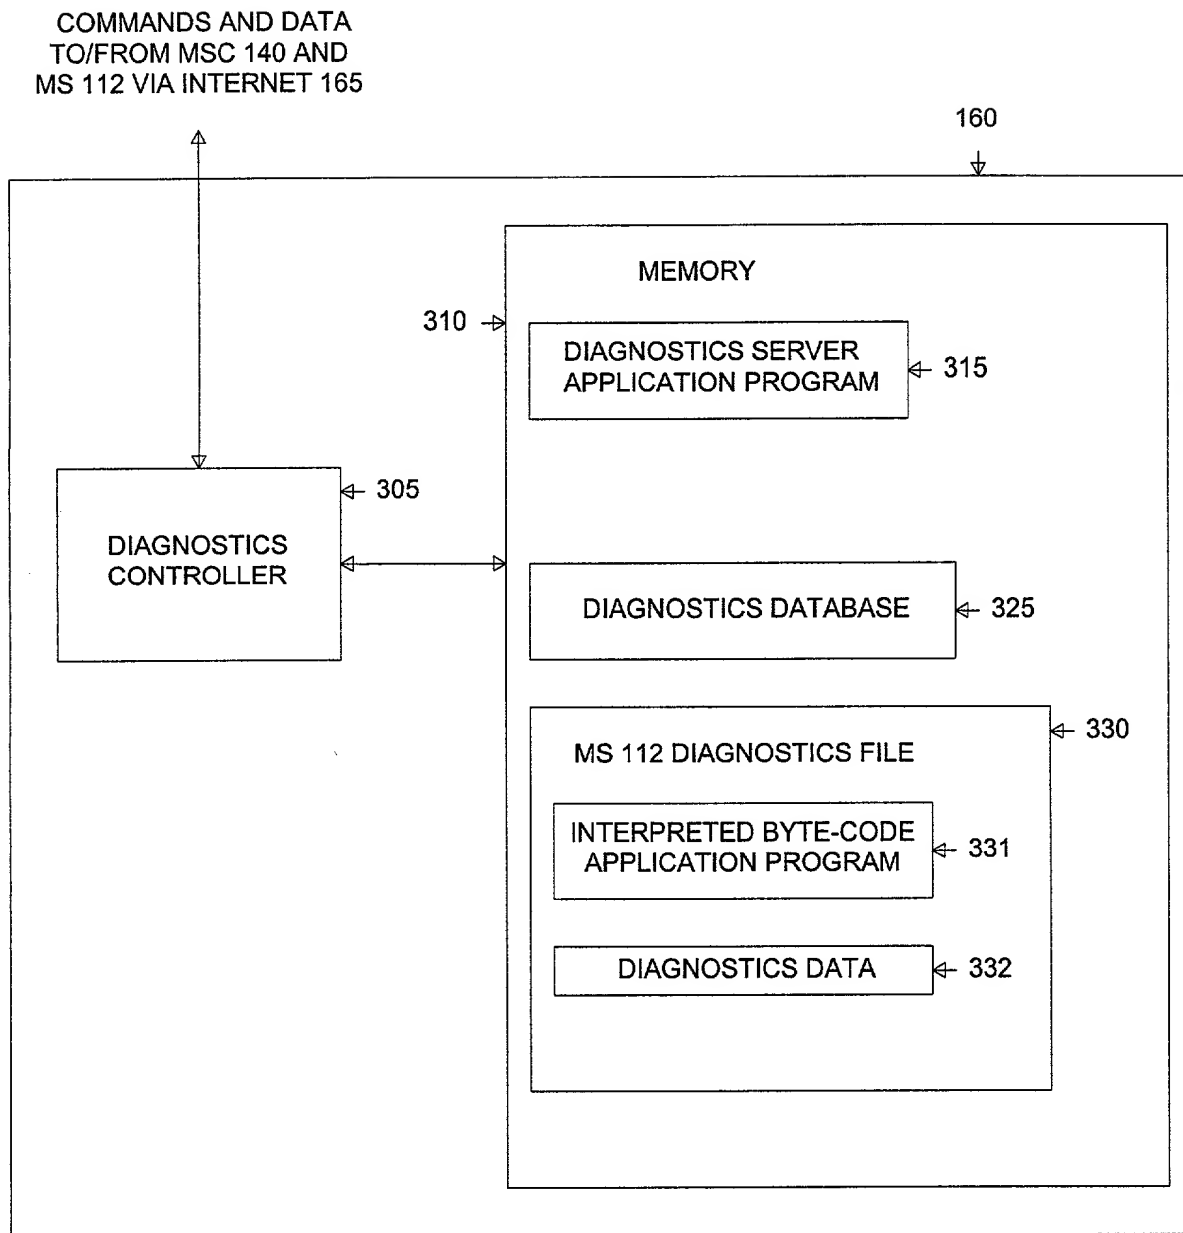 COMMANDS AND DATA
TO/FROM MSC 140 AND
MS 112 VIA INTERNET 165
160
MEMORY
310
DIAGNOSTICS SERVER
APPLICATION PROGRAM
315
305
DIAGNOSTICS
CONTROLLER
DIAGNOSTICS DATABASE
325
330
MS 112 DIAGNOSTICS FILE
INTERPRETED BYTE-CODE
APPLICATION PROGRAM
331
DIAGNOSTICS DATA
332